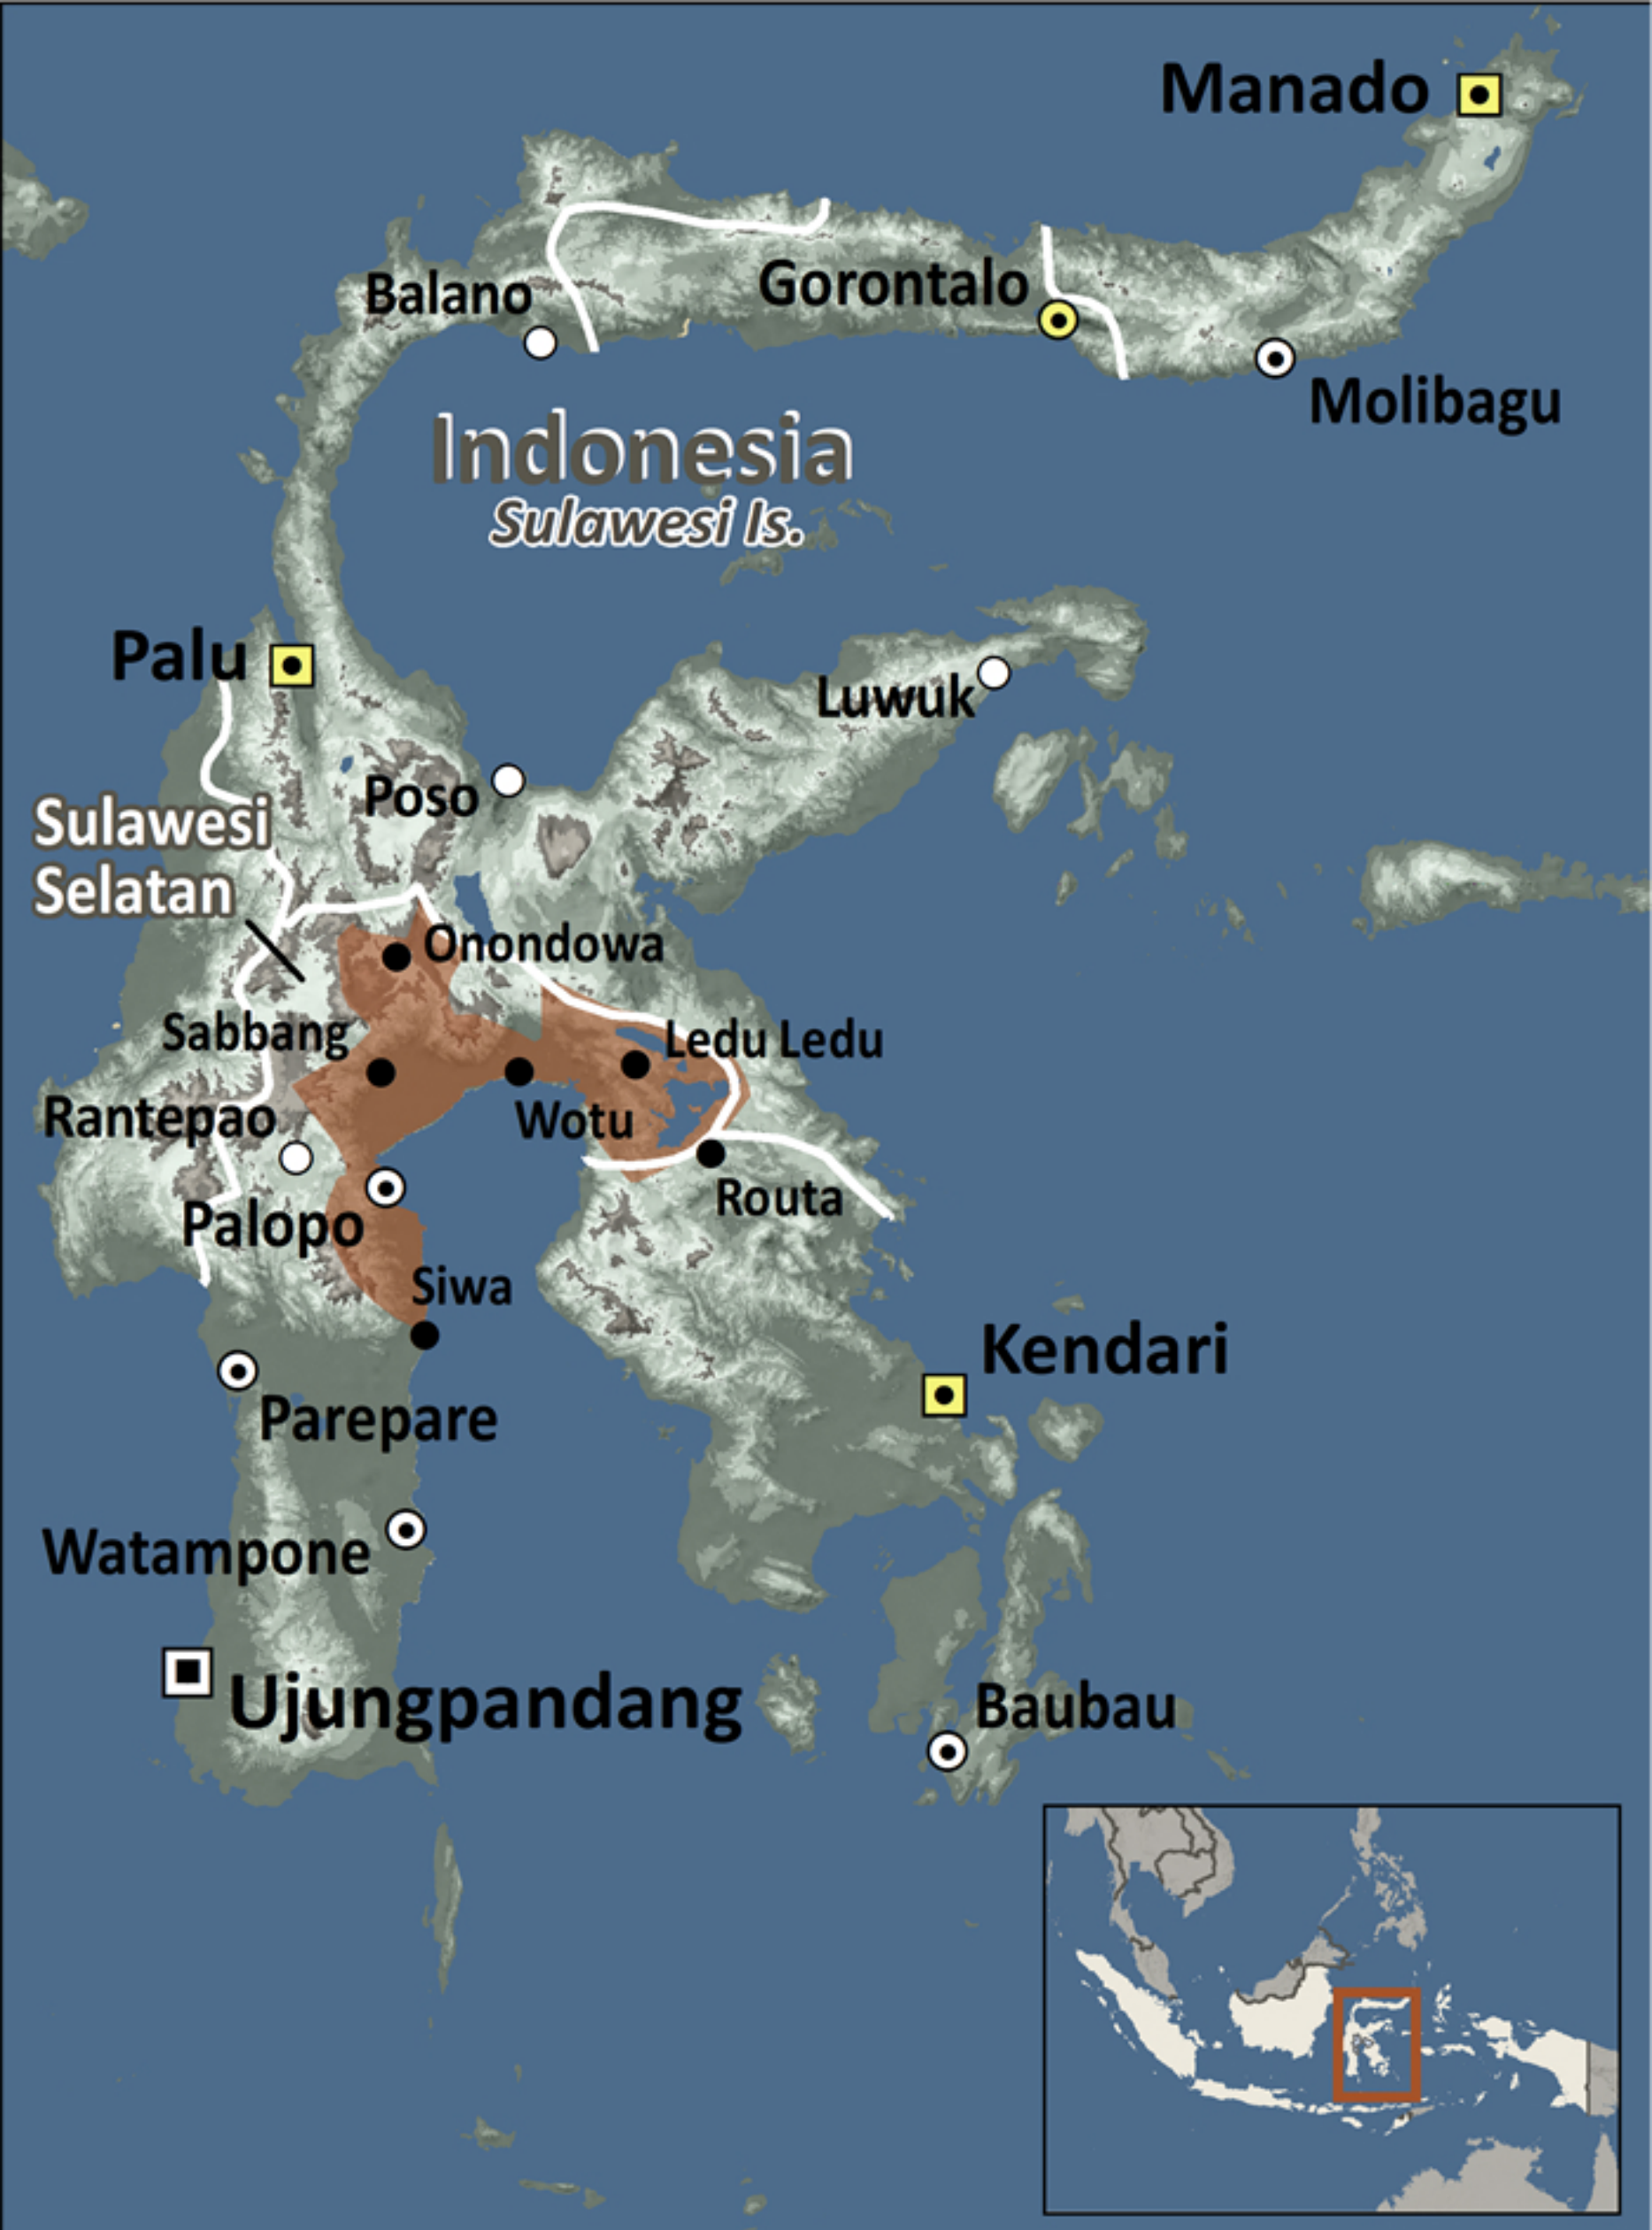 Manado
Balano
Gorontalo
Molibagu
Indonesia
Sulawesi Is.
Palu
Luwuk
Poso
Sulawesi
Selatan
Onondowa
Sabbang
Ledu Ledu
Rantepao
Wotu
Routa
Palopo
Siwa
Kendari
Parepare
Watampone
Ujungpandang
Baubau